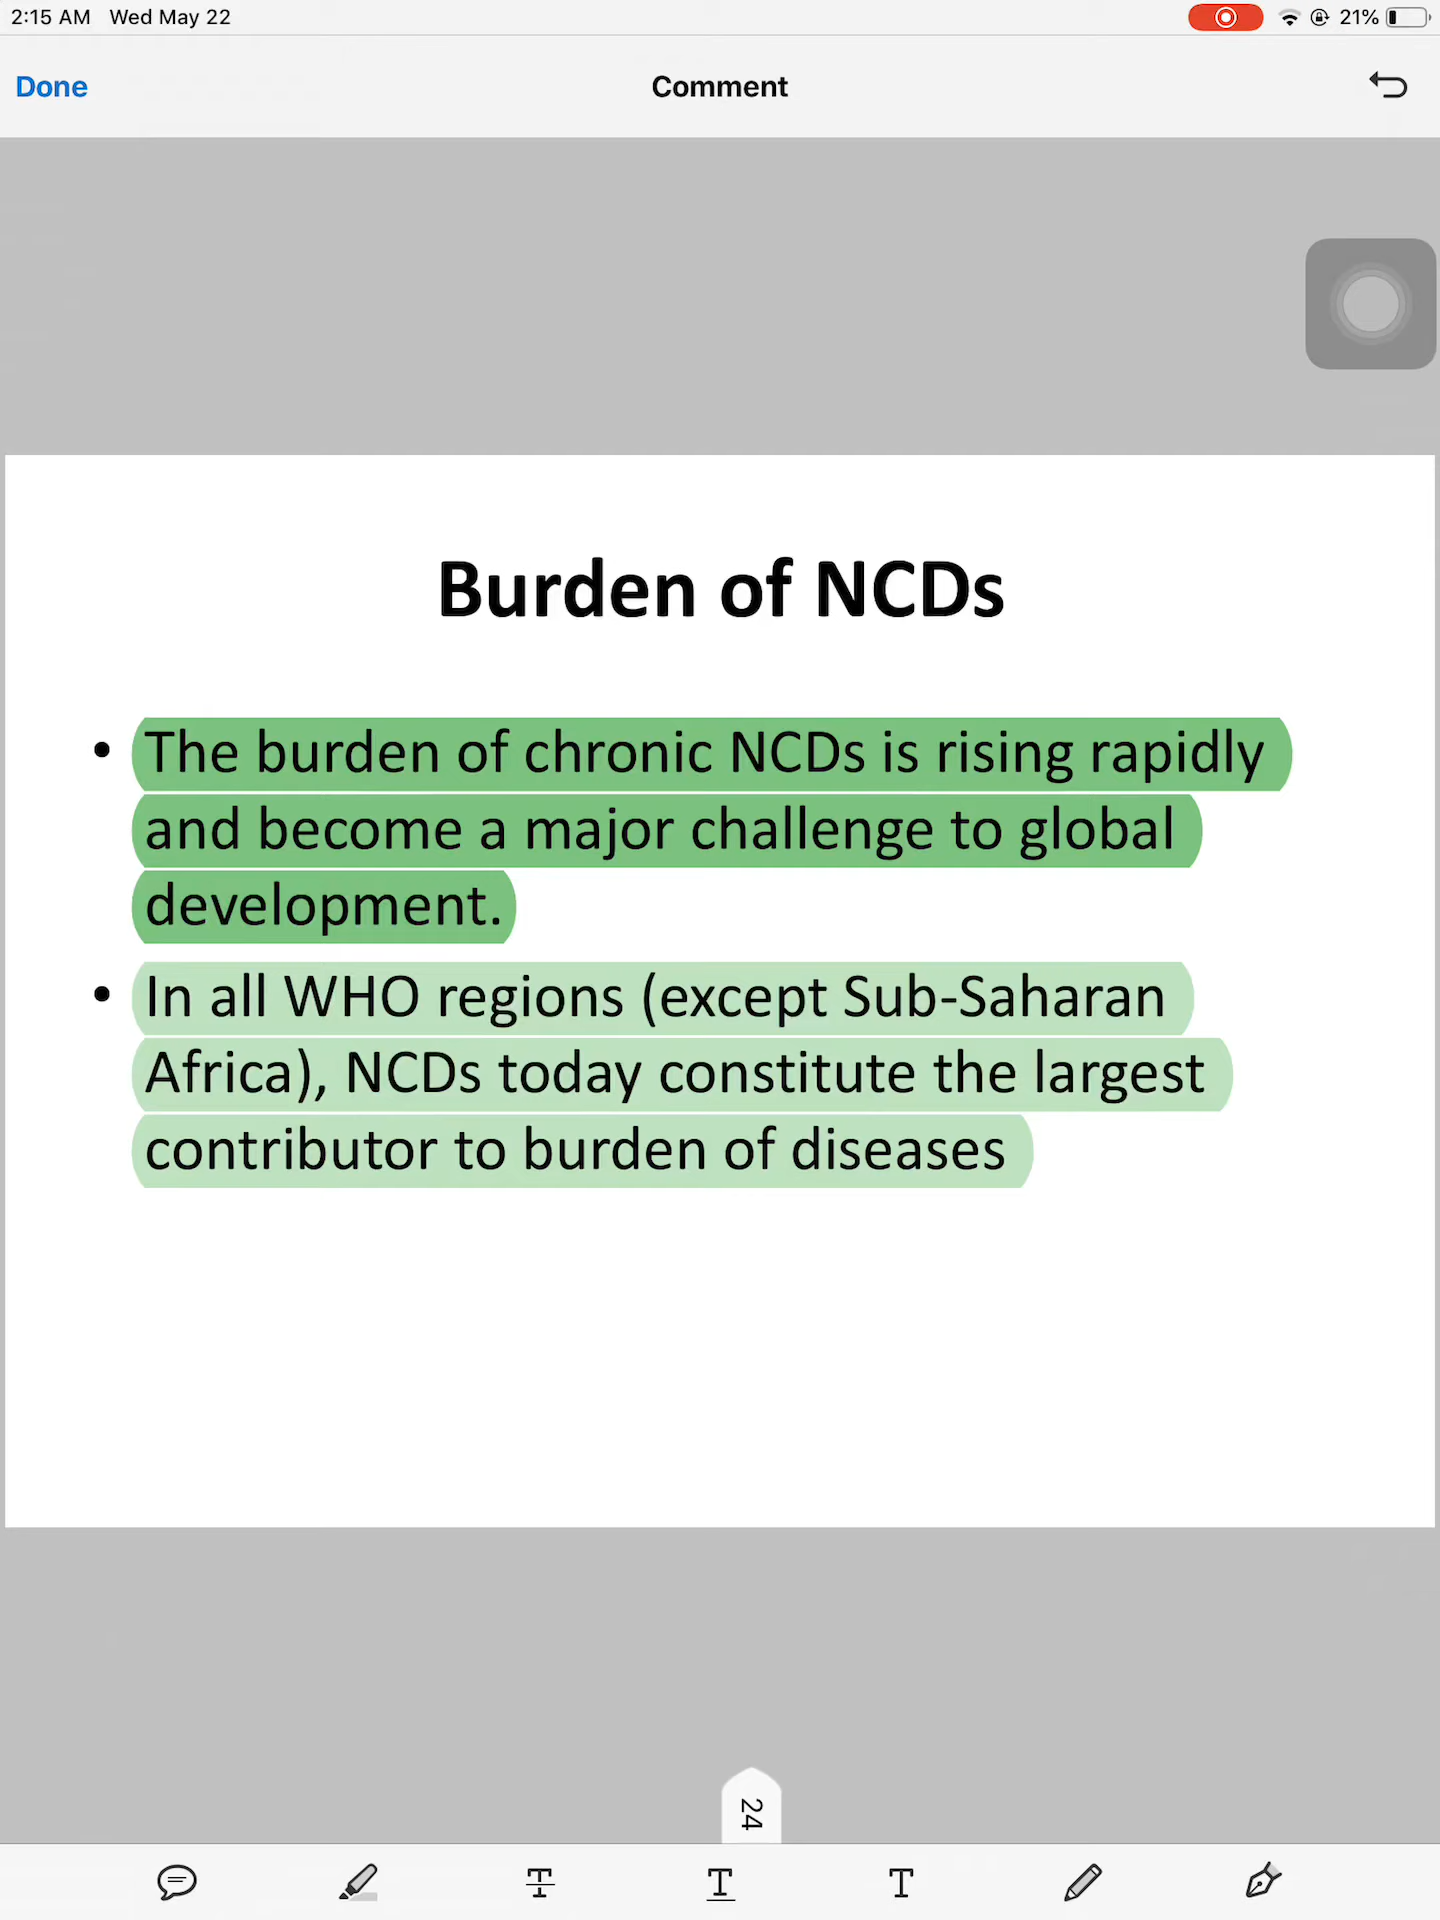 2:15 AM Wed May 22 21%
Done Comment
Burden of NCDs
• The burden of chronic NCDs is rising rapidly
and become a major challenge to global
development.
• In all WHO regions (except Sub-Saharan
Africa), NCDs today constitute the largest
contributor to burden of diseases
24
T T T